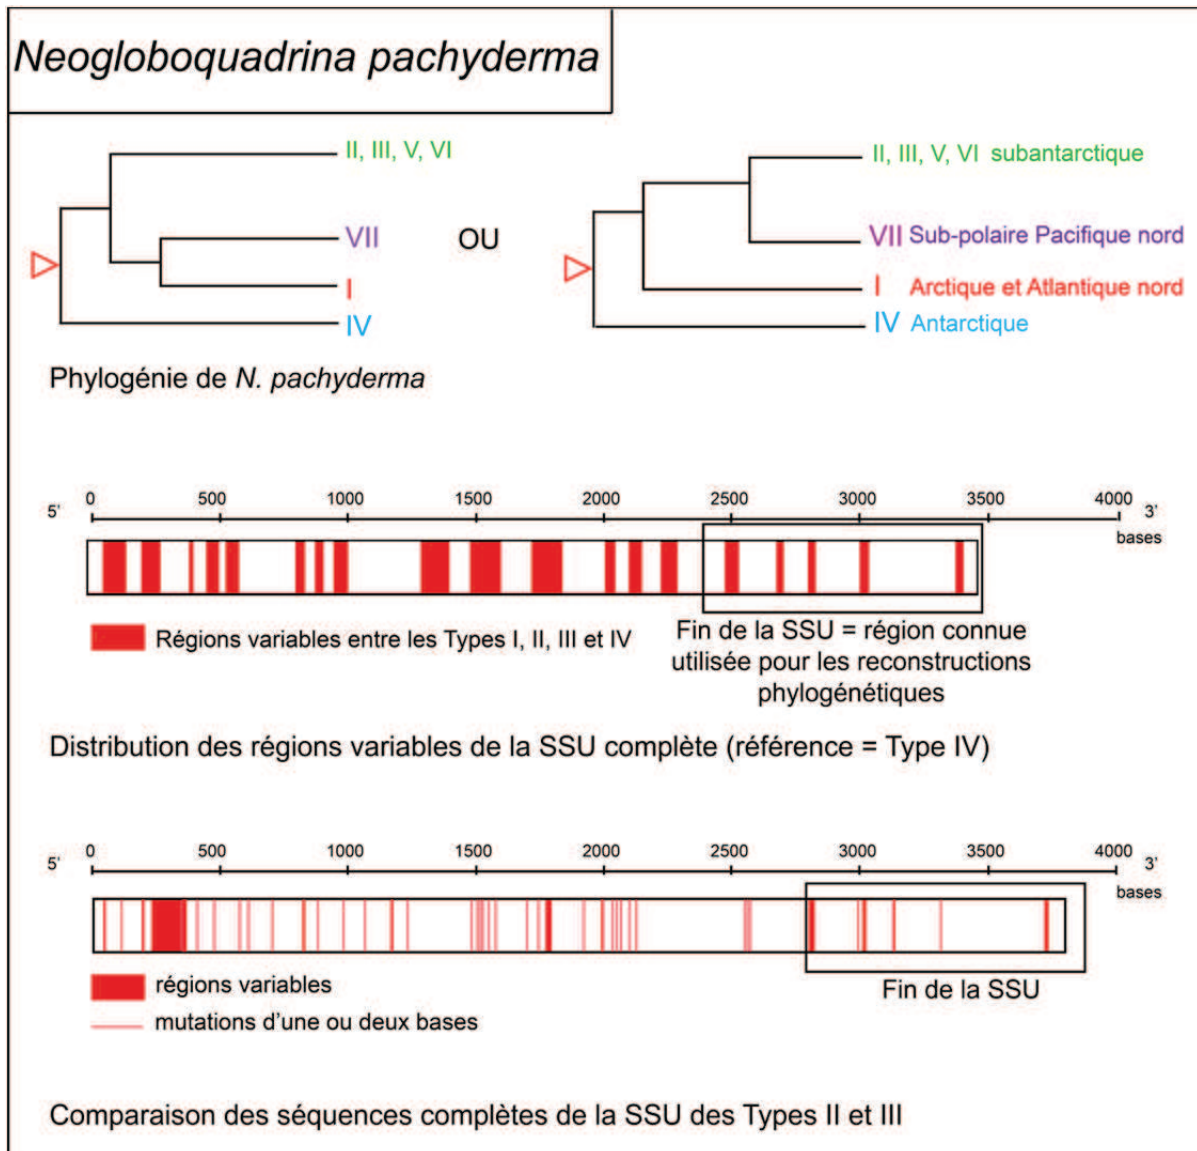 Neogloboquadrina pachyderma
II, III, V, VI
VII
I
IV
OU
II, III, V, VI subantarctique
VII Sub-polaire Pacifique nord
I Arctique et Atlantique nord
IV Antarctique
Phylogénie de N. pachyderma
5' 0 500 1000 1500 2000 2500 3000 3500 4000 3'
bases
Régions variables entre les Types I, II, III et IV
Fin de la SSU = région connue
utilisée pour les reconstructions
phylogénétiques
Distribution des régions variables de la SSU complète (référence = Type IV)
5' 0 500 1000 1500 2000 2500 3000 3500 4000 3'
bases
régions variables
mutations d'une ou deux bases
Fin de la SSU
Comparaison des séquences complètes de la SSU des Types II et III